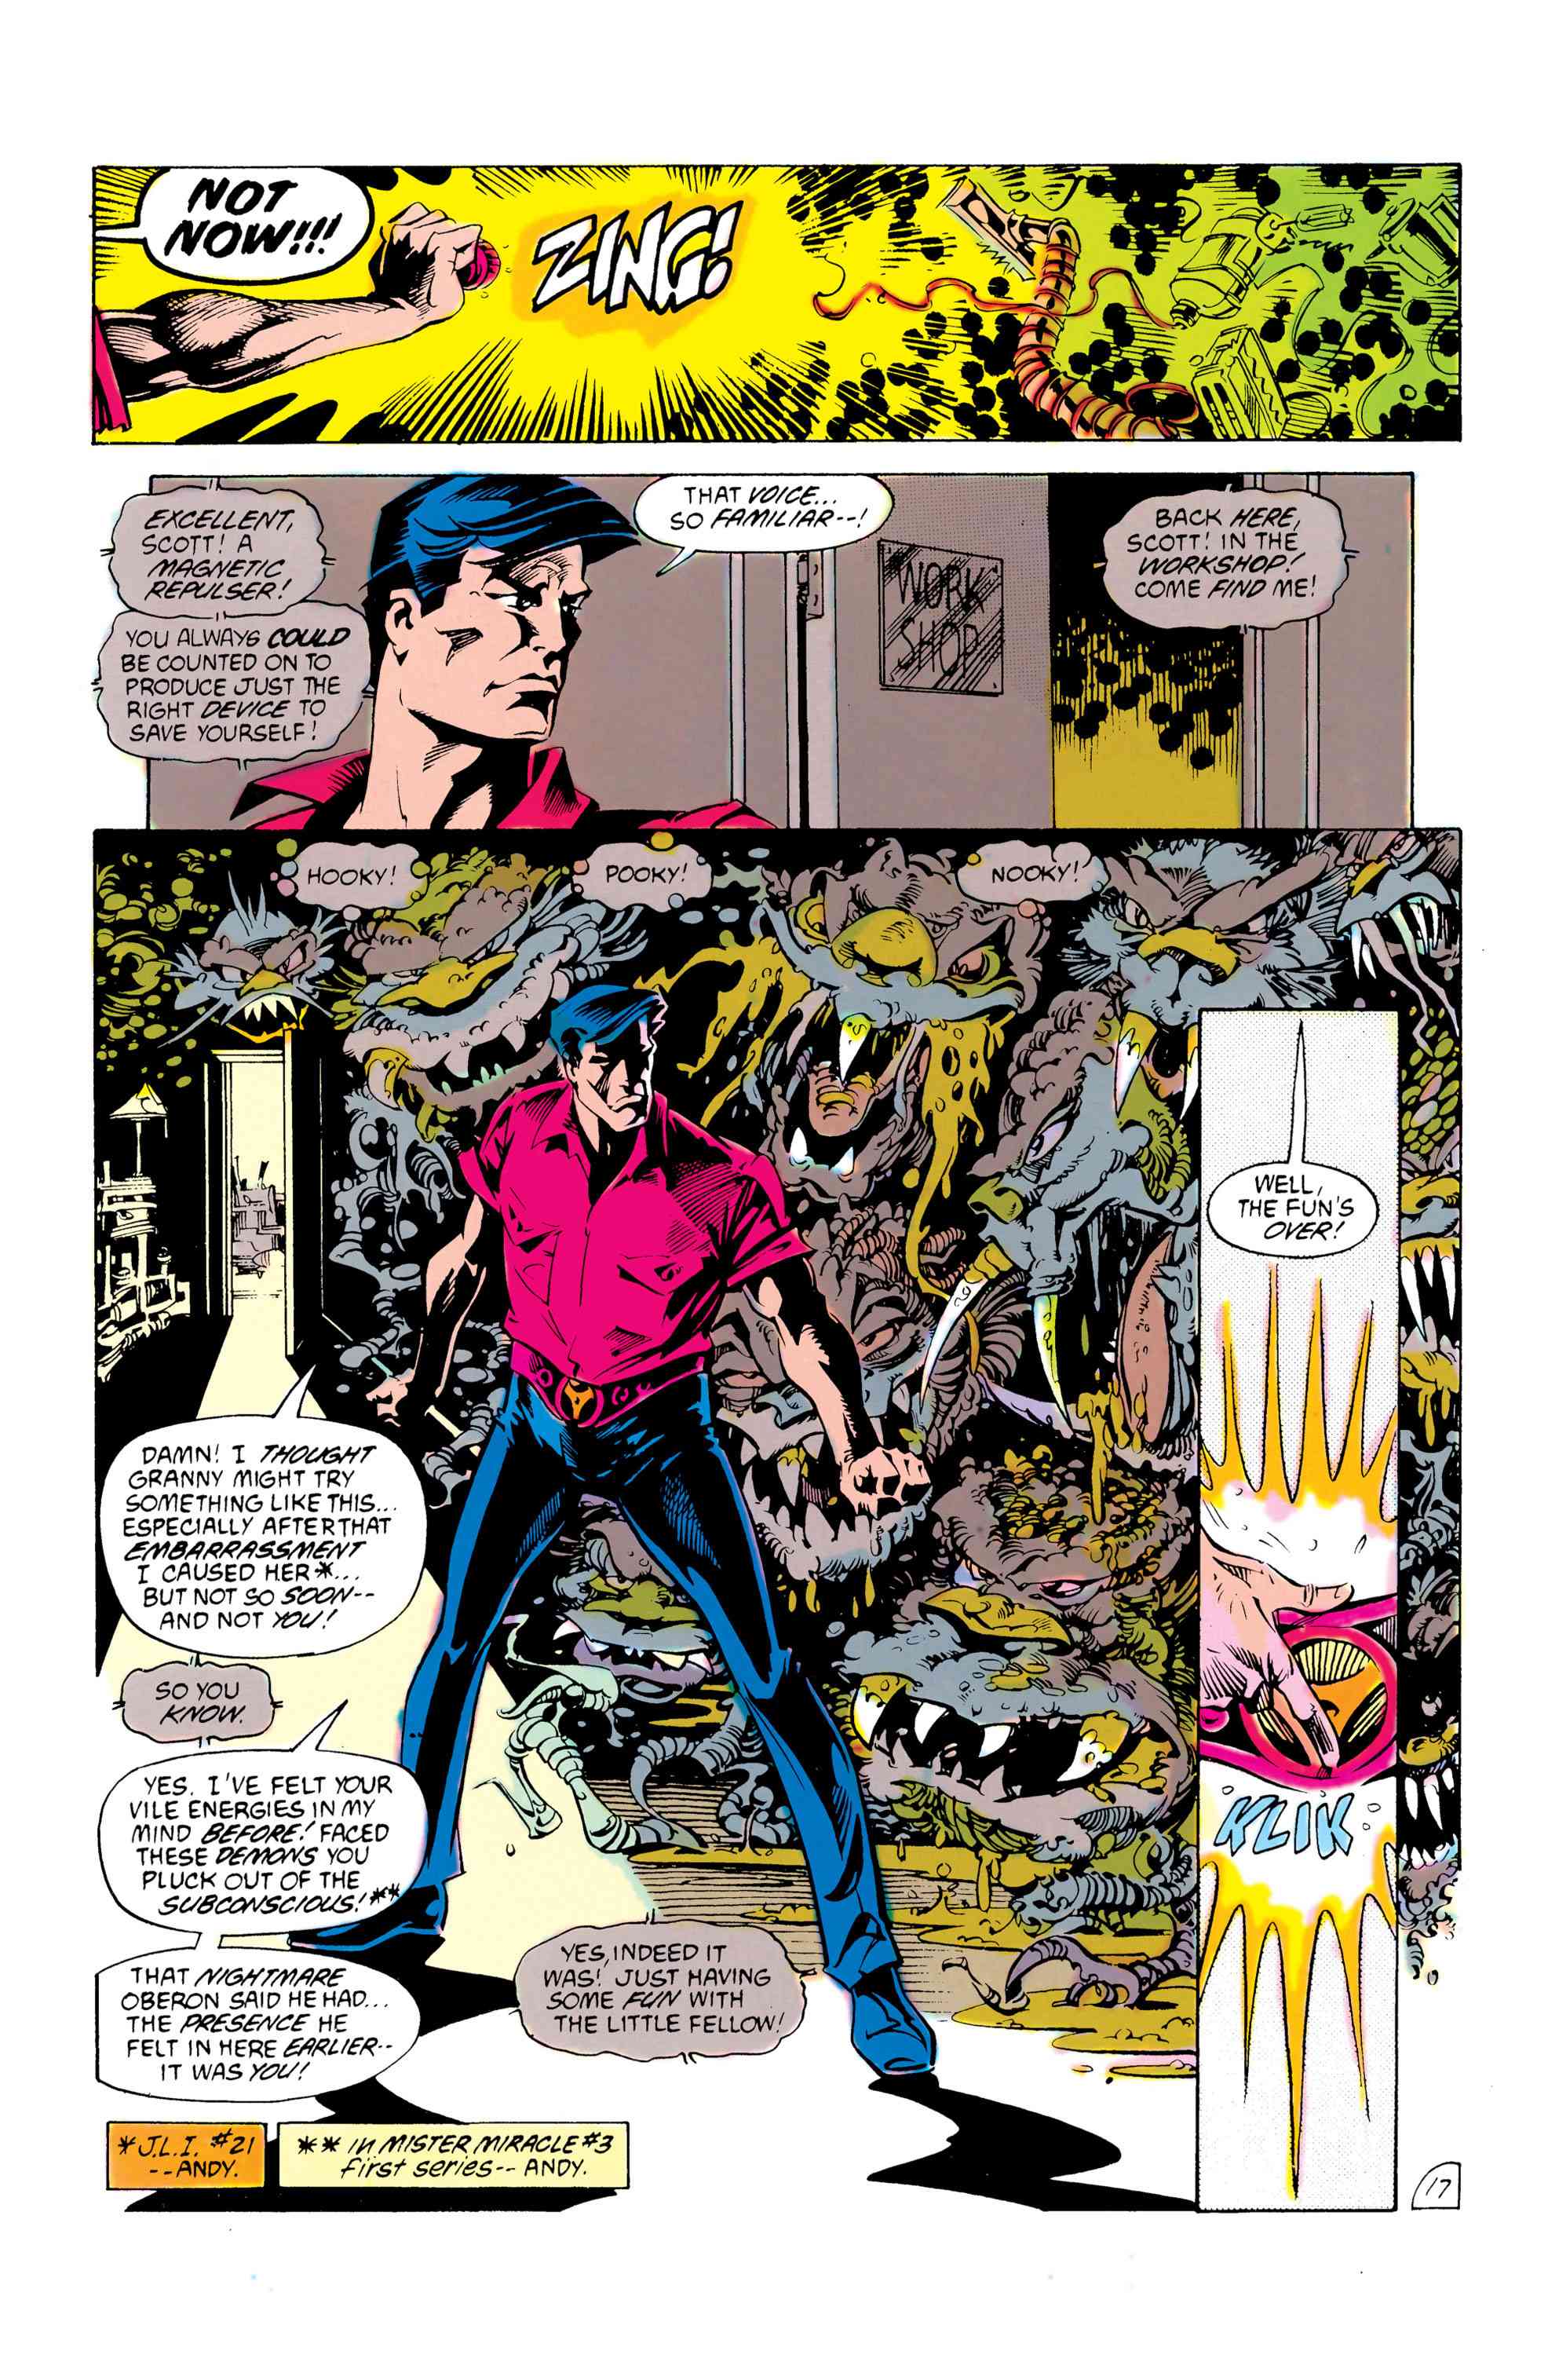 NOT
NOW!!!
ZING!
EXCELLENT,
SCOTT! A
MAGNETIC
REPULSER!
YOU ALWAYS COULD
BE COUNTED ON TO
PRODUCE JUST THE
RIGHT DEVICE TO
SAVE YOURSELF!
THAT VOICE...
SO FAMILIAR--!
WORK
SHOP
BACK HERE,
SCOTT! IN THE
WORKSHOP!
COME FIND ME!
HOOKY!
POOKY!
NOOKY!
DAMN! I THOUGHT
GRANNY MIGHT TRY
SOMETHING LIKE THIS...
ESPECIALLY AFTER THAT
EMBARRASSMENT
I CAUSED HER*...
BUT NOT SO SOON--
AND NOT YOU!
SO YOU
KNOW.
YES. I'VE FELT YOUR
VILE ENERGIES IN MY
MIND BEFORE! FACED
THESE DEMONS YOU
PLUCK OUT OF THE
SUBCONSCIOUS!**
THAT NIGHTMARE
OBERON SAID HE HAD...
THE PRESENCE HE
FELT IN HERE EARLIER--
IT WAS YOU!
YES, INDEED IT
WAS! JUST HAVING
SOME FUN WITH
THE LITTLE FELLOW!
WELL,
THE FUN'S
OVER!
KLIK
*J.L.I. #21
--ANDY.
** IN MISTER MIRACLE #3
first series-- ANDY.
17